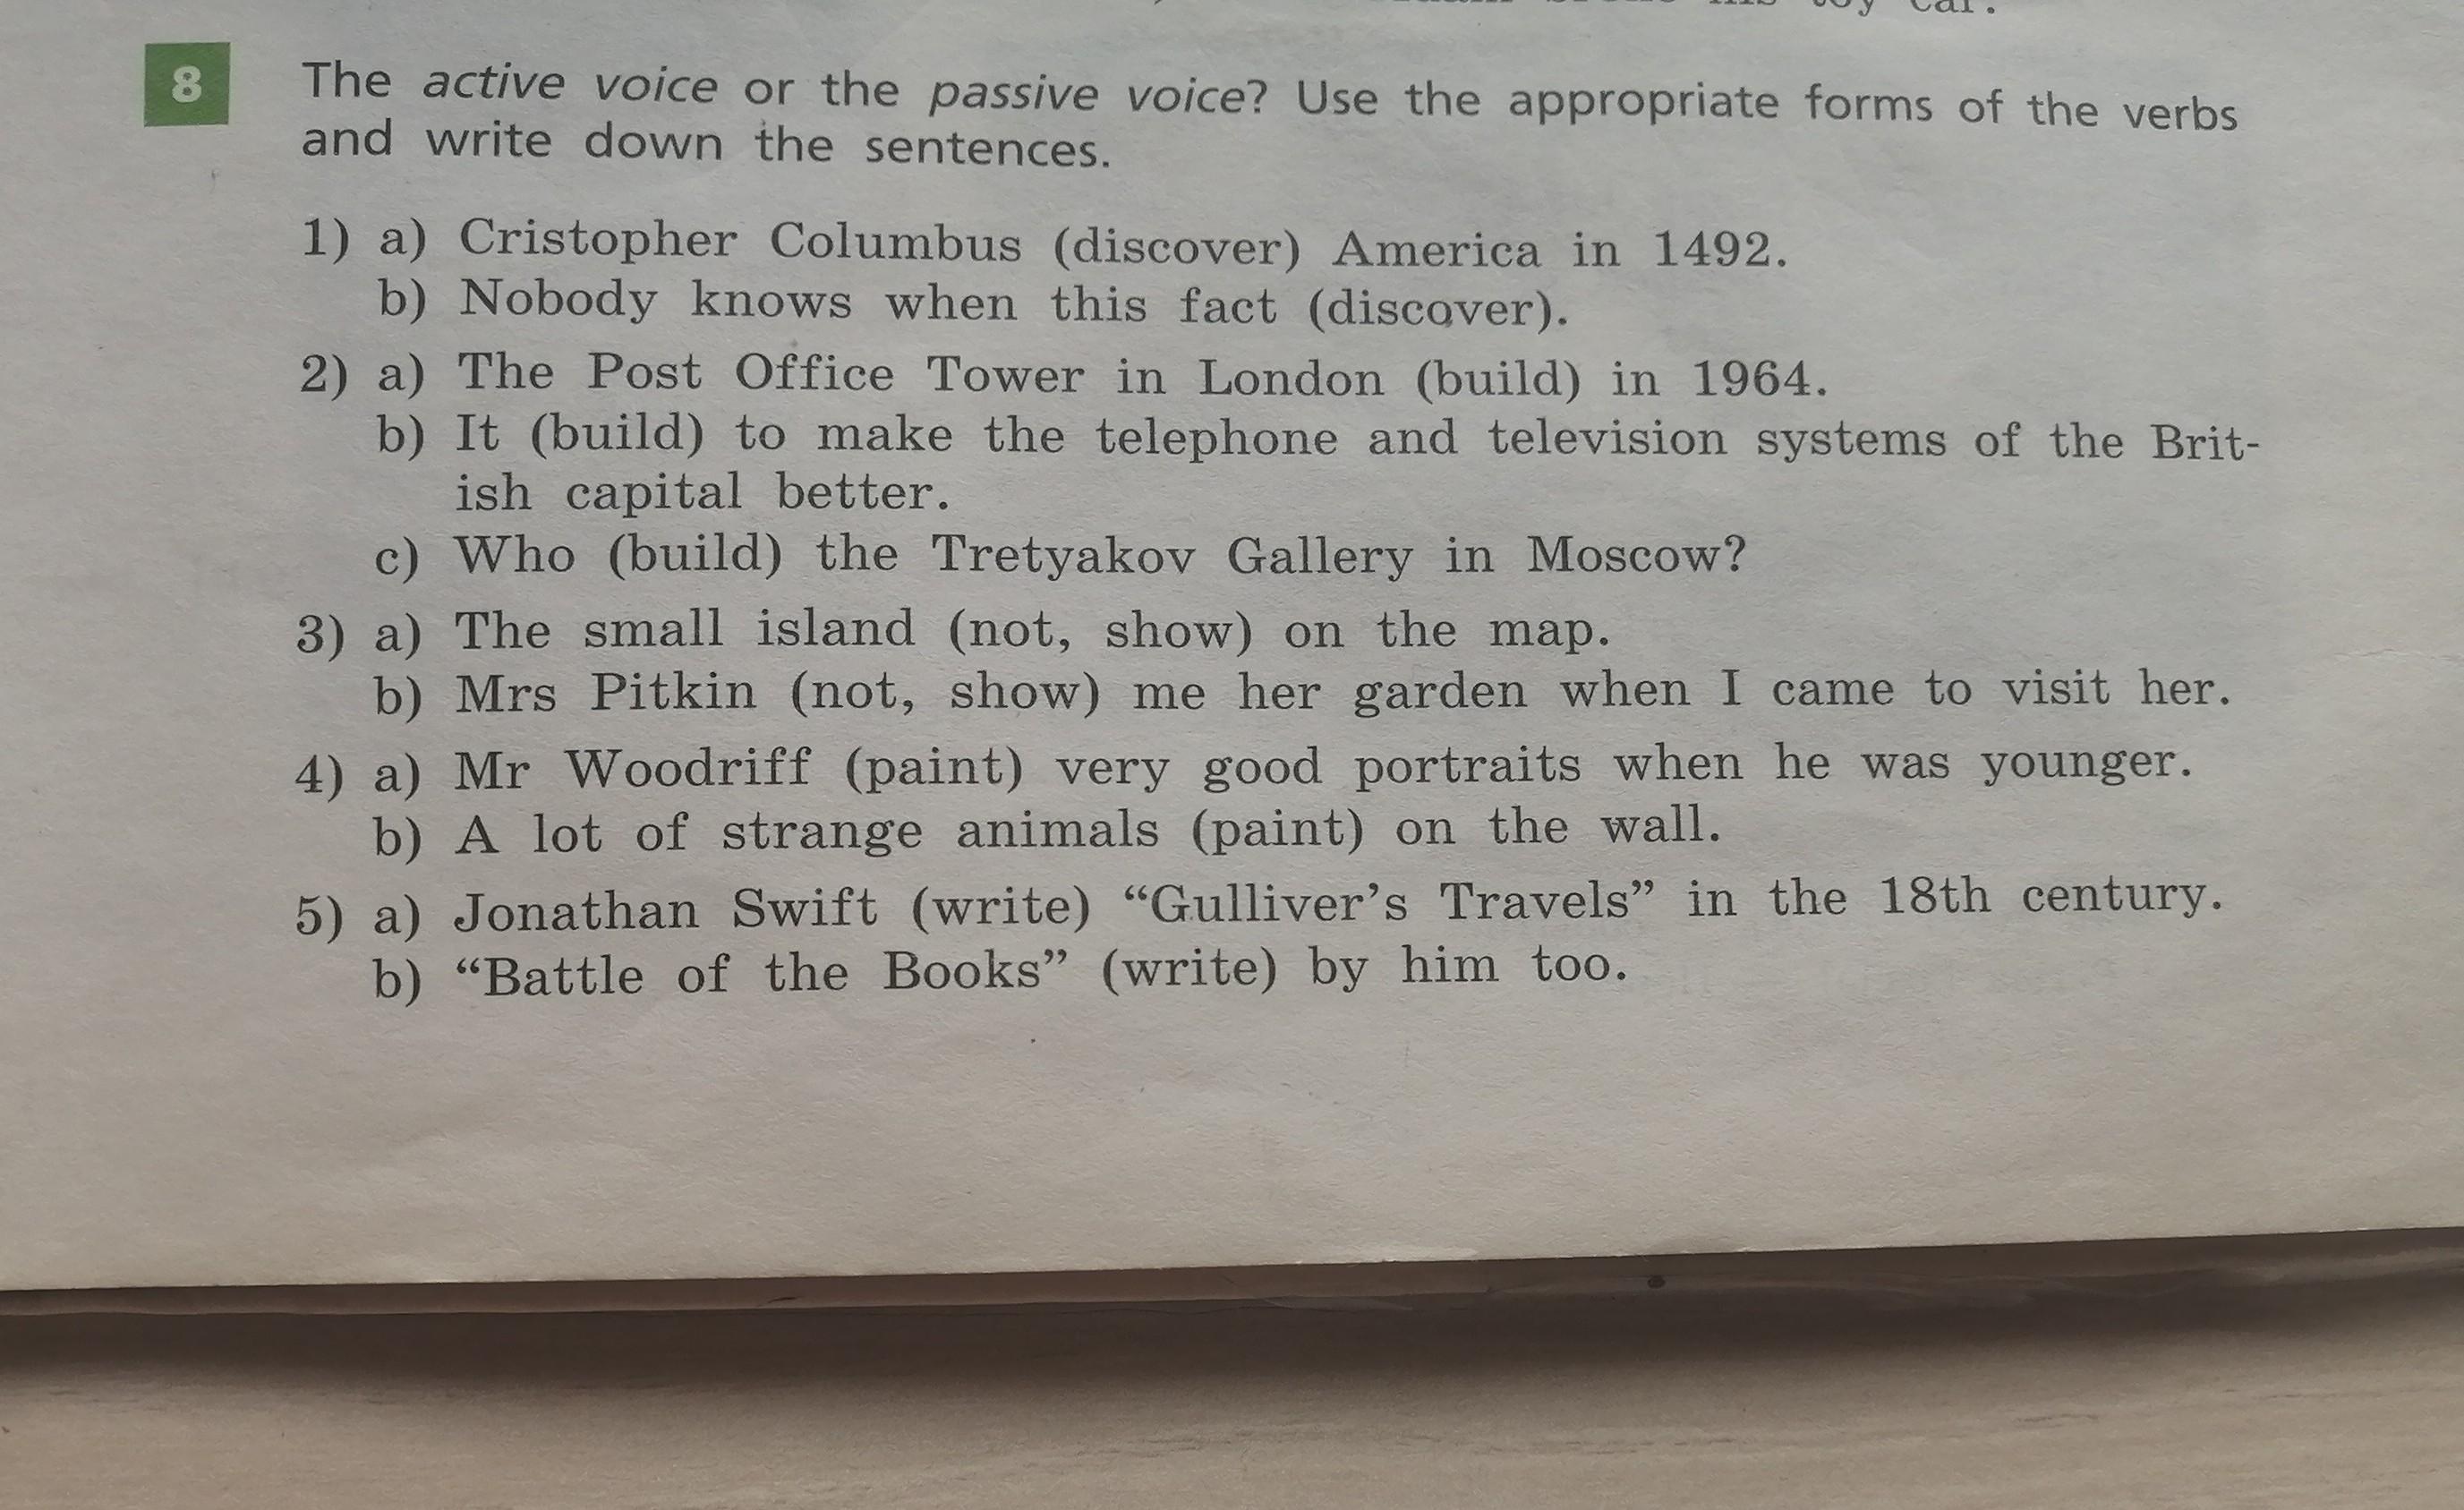 toy car.
8 The active voice or the passive voice? Use the appropriate forms of the verbs
and write down the sentences.
1) a) Cristopher Columbus (discover) America in 1492.
b) Nobody knows when this fact (discover).
2) a) The Post Office Tower in London (build) in 1964.
b) It (build) to make the telephone and television systems of the Brit-
ish capital better.
c) Who (build) the Tretyakov Gallery in Moscow?
3) a) The small island (not, show) on the map.
b) Mrs Pitkin (not, show) me her garden when I came to visit her.
4) a) Mr Woodriff (paint) very good portraits when he was younger.
b) A lot of strange animals (paint) on the wall.
5) a) Jonathan Swift (write) “Gulliver’s Travels” in the 18th century.
b) “Battle of the Books” (write) by him too.